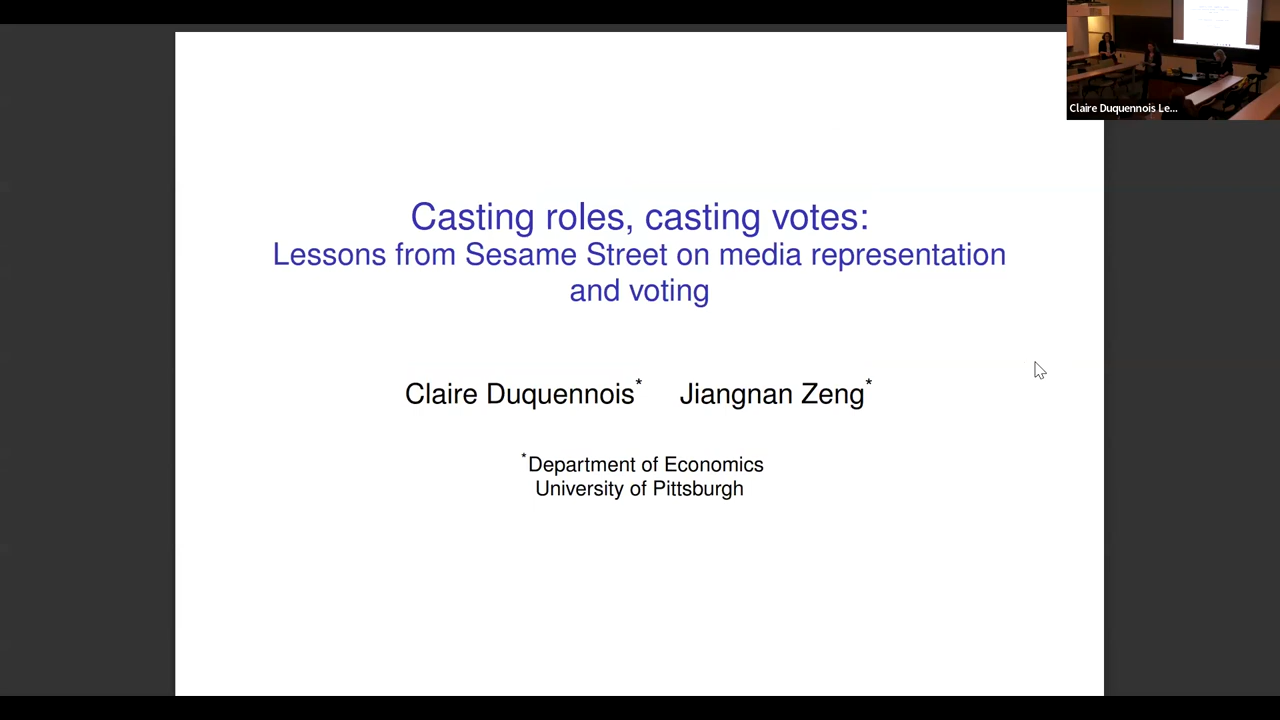 Casting roles, casting votes:
Lessons from Sesame Street on media representation
and voting
Claire Duquennois* Jiangnan Zeng*
*Department of Economics
University of Pittsburgh
Claire Duquennois Le...